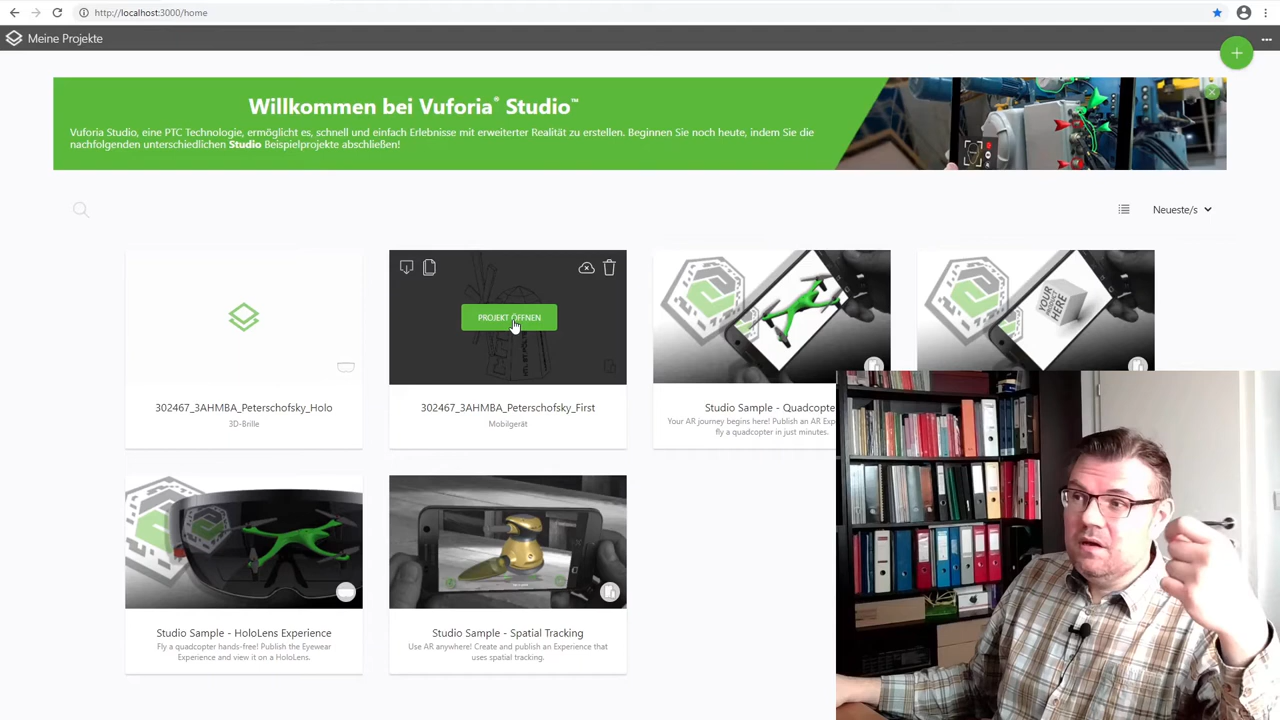 http://localhost:3000/home
Meine Projekte
Willkommen bei Vuforia® Studio™
Vuforia Studio, eine PTC Technologie, ermöglicht es, schnell und einfach Erlebnisse mit erweiterter Realität zu erstellen. Beginnen Sie noch heute, indem Sie die
nachfolgenden unterschiedlichen Studio Beispielprojekte abschließen!
Neueste/s
PROJEKT ÖFFNEN
YOUR PRODUCT HERE
302467_3AHMBA_Peterschofsky_Holo
3D-Brille
302467_3AHMBA_Peterschofsky_First
Mobilgerät
Studio Sample - Quadcopte
Your AR journey begins here! Publish an AR Exp
fly a quadcopter in just minutes.
Studio Sample - HoloLens Experience
Fly a quadcopter hands-free! Publish the Eyewear
Experience and view it on a HoloLens.
Studio Sample - Spatial Tracking
Use AR anywhere! Create and publish an Experience that
uses spatial tracking.